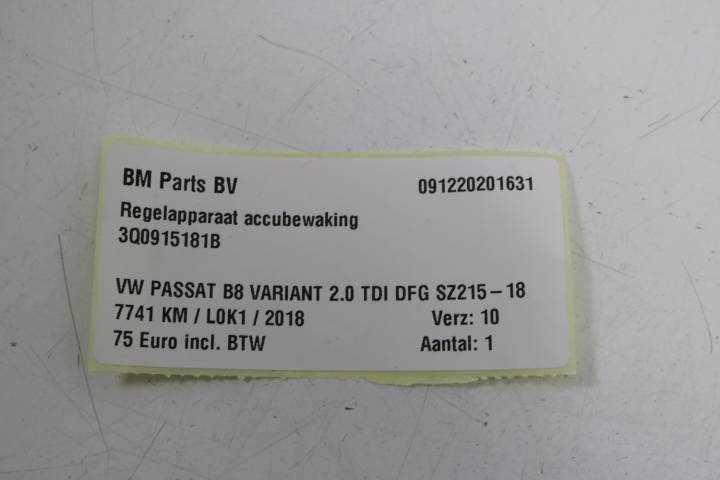 BM Parts BV 091220201631
Regelapparaat accubewaking
3Q0915181B
VW PASSAT B8 VARIANT 2.0 TDI DFG SZ215-18
7741 KM / L0K1 / 2018 Verz: 10
75 Euro incl. BTW Aantal: 1